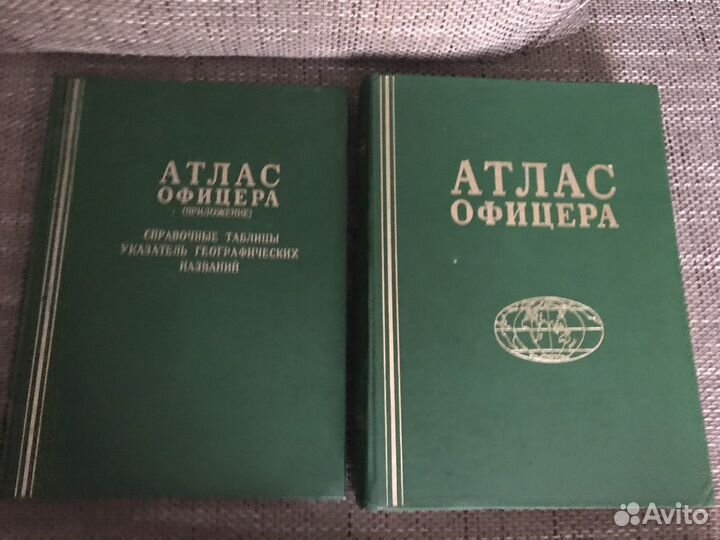 АТЛАС
ОФИЦЕРА
(ПРИЛОЖЕНИЕ)
СПРАВОЧНЫЕ ТАБЛИЦЫ
УКАЗАТЕЛЬ ГЕОГРАФИЧЕСКИХ
НАЗВАНИЙ
АТЛАС
ОФИЦЕРА
Avito